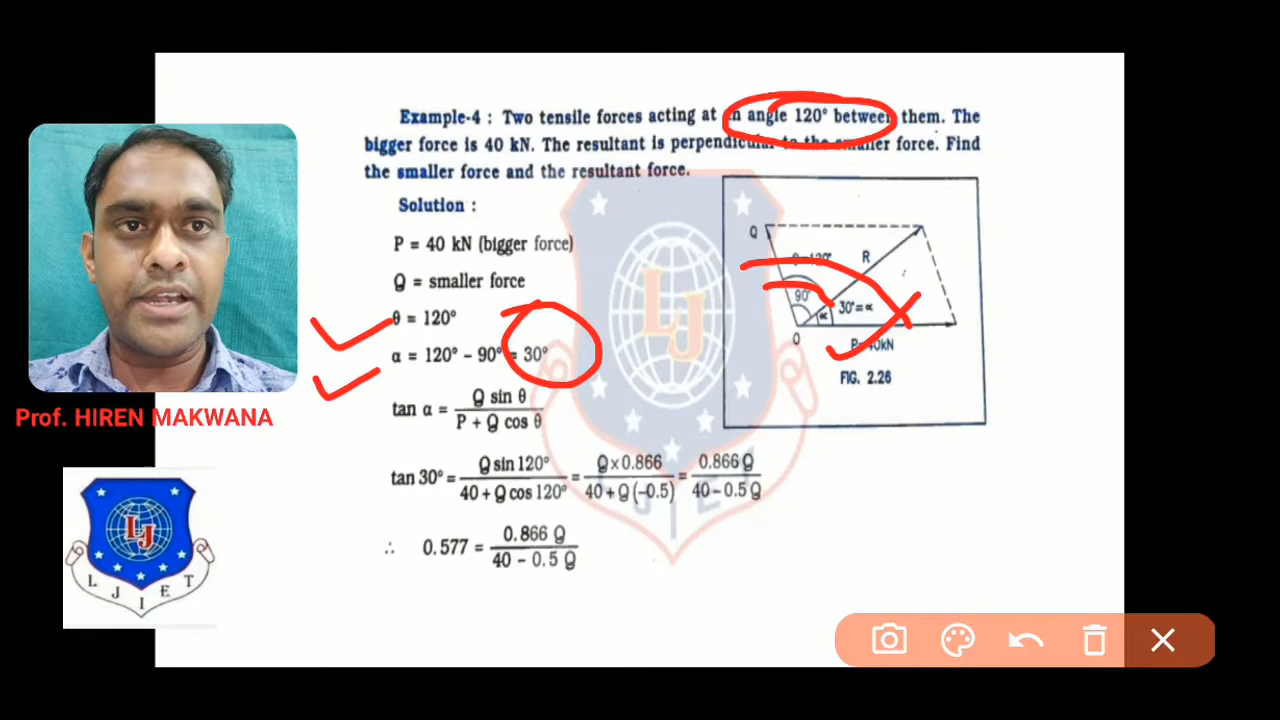 Example-4 : Two tensile forces acting at an angle 120° between them. The
bigger force is 40 kN. The resultant is perpendicular to the smaller force. Find
the smaller force and the resultant force.
Solution :
P = 40 kN (bigger force)
Q = smaller force
θ = 120°
α = 120° - 90° = 30°
tan α = Q sin θ / P + Q cos θ
tan 30° = Q sin 120° / 40 + Q cos 120° = Q × 0.866 / 40 + Q (-0.5) = 0.866 Q / 40 - 0.5 Q
∴ 0.577 = 0.866 Q / 40 - 0.5 Q
Q
θ = 120°
R
90°
α
30° = α
O
P = 40kN
FIG. 2.26
Prof. HIREN MAKWANA
LJ
L J I E T
LJ
J I E